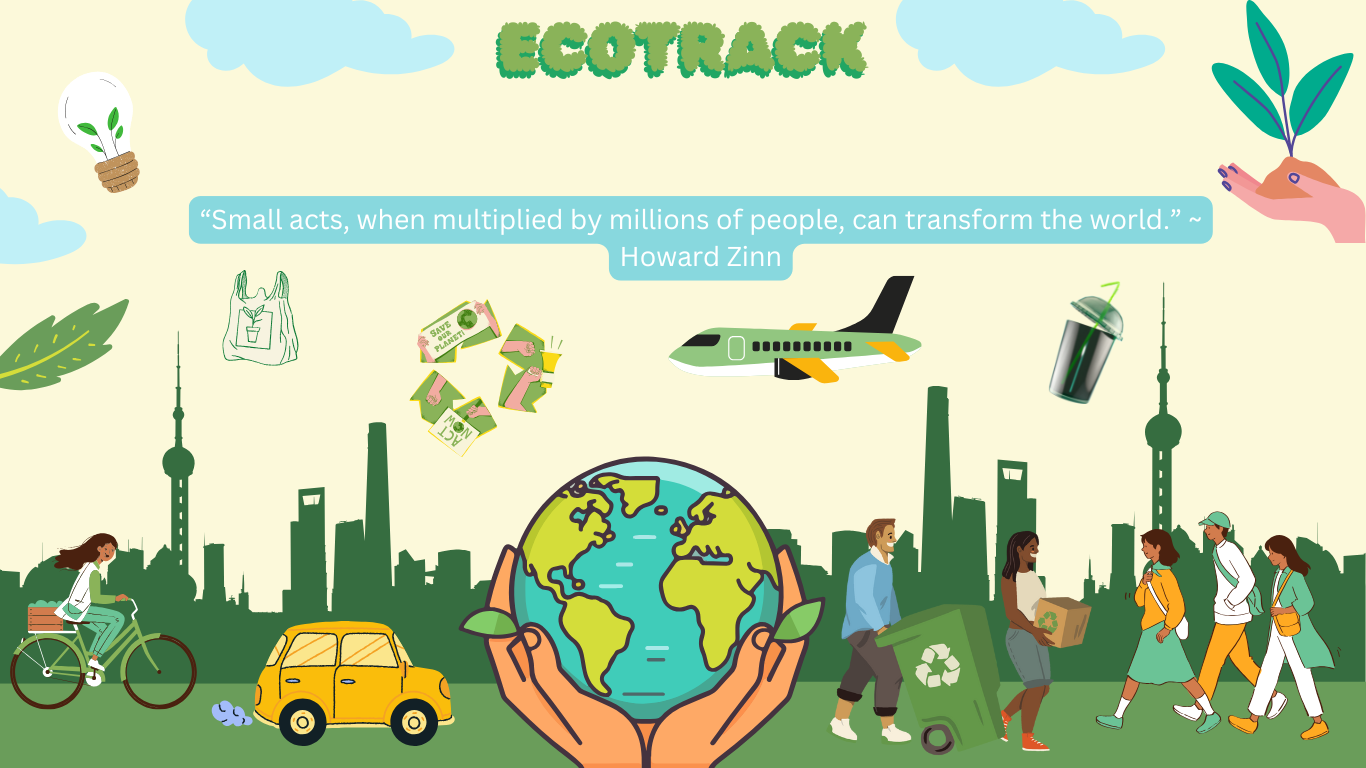 ECOTRACK
“Small acts, when multiplied by millions of people, can transform the world.” ~
Howard Zinn
SAVE
OUR
PLANET!
ACT
NOW